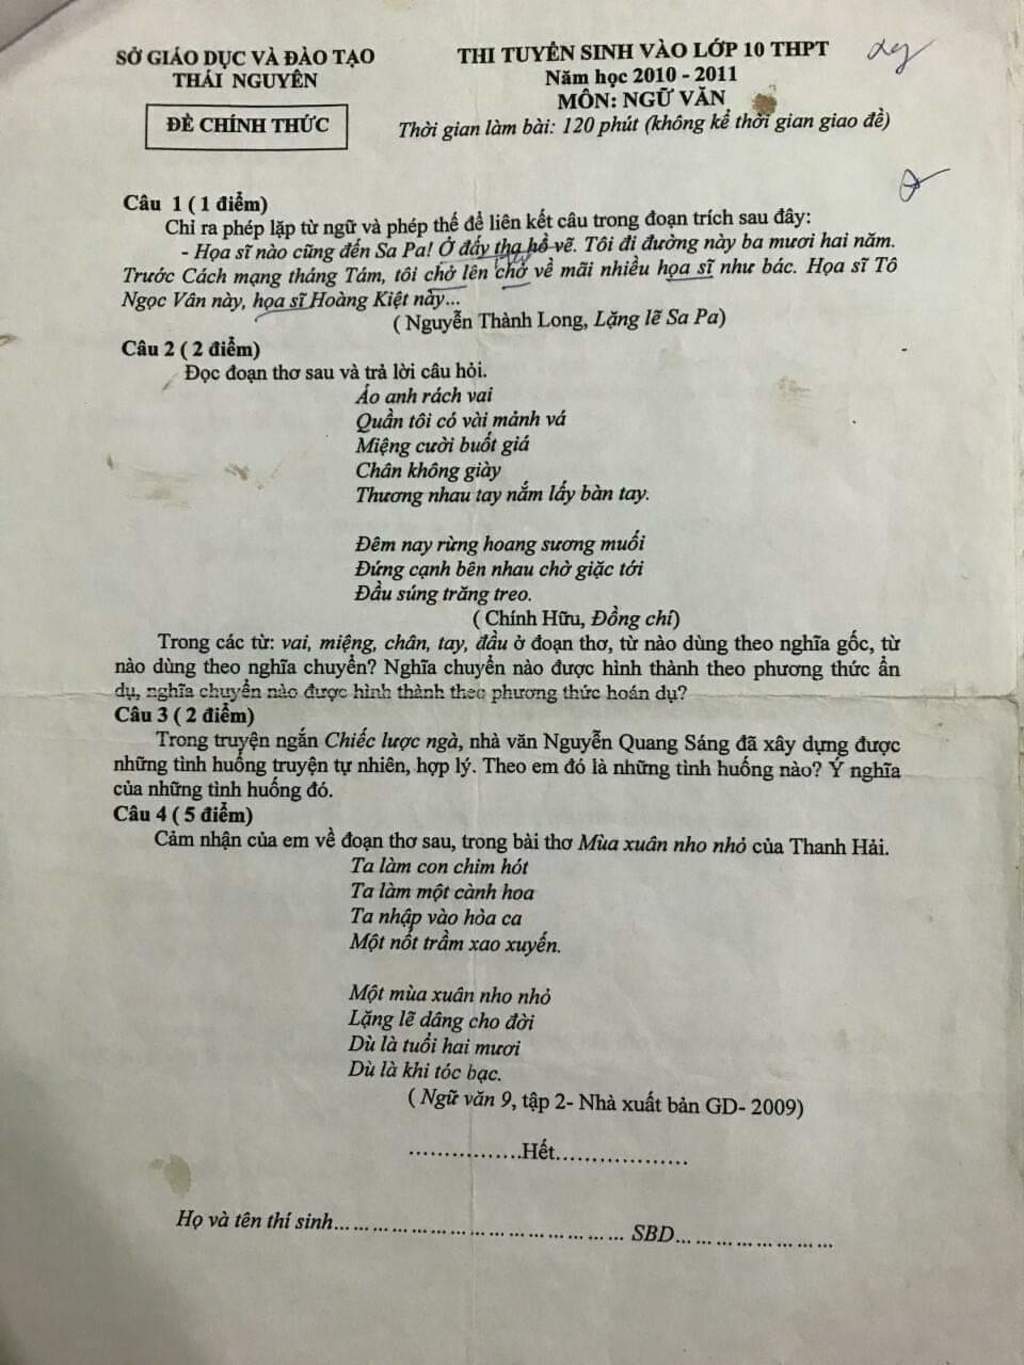 SỞ GIÁO DỤC VÀ ĐÀO TẠO
THÁI NGUYÊN
ĐỀ CHÍNH THỨC
THI TUYỂN SINH VÀO LỚP 10 THPT
Năm học 2010 - 2011
MÔN: NGỮ VĂN
Thời gian làm bài: 120 phút (không kể thời gian giao đề)
Câu 1 ( 1 điểm)
Chỉ ra phép lặp từ ngữ và phép thế để liên kết câu trong đoạn trích sau đây:
- Họa sĩ nào cũng đến Sa Pa! Ở đấy tha hồ vẽ. Tôi đi đường này ba mươi hai năm.
Trước Cách mạng tháng Tám, tôi chở lên chở về mãi nhiều họa sĩ như bác. Họa sĩ Tô
Ngọc Vân này, họa sĩ Hoàng Kiệt này...
( Nguyễn Thành Long, Lặng lẽ Sa Pa)
Câu 2 ( 2 điểm)
Đọc đoạn thơ sau và trả lời câu hỏi.
Áo anh rách vai
Quần tôi có vài mảnh vá
Miệng cười buốt giá
Chân không giày
Thương nhau tay nắm lấy bàn tay.
Đêm nay rừng hoang sương muối
Đứng cạnh bên nhau chờ giặc tới
Đầu súng trăng treo.
( Chính Hữu, Đồng chí)
Trong các từ: vai, miệng, chân, tay, đầu ở đoạn thơ, từ nào dùng theo nghĩa gốc, từ
nào dùng theo nghĩa chuyển? Nghĩa chuyển nào được hình thành theo phương thức ẩn
dụ, nghĩa chuyển nào được hình thành theo phương thức hoán dụ?
Câu 3 ( 2 điểm)
Trong truyện ngắn Chiếc lược ngà, nhà văn Nguyễn Quang Sáng đã xây dựng được
những tình huống truyện tự nhiên, hợp lý. Theo em đó là những tình huống nào? Ý nghĩa
của những tình huống đó.
Câu 4 ( 5 điểm)
Cảm nhận của em về đoạn thơ sau, trong bài thơ Mùa xuân nho nhỏ của Thanh Hải.
Ta làm con chim hót
Ta làm một cành hoa
Ta nhập vào hòa ca
Một nốt trầm xao xuyến.
Một mùa xuân nho nhỏ
Lặng lẽ dâng cho đời
Dù là tuổi hai mươi
Dù là khi tóc bạc.
( Ngữ văn 9, tập 2- Nhà xuất bản GD- 2009)
.................Hết...................
Họ và tên thí sinh... ... ... ... ... ... ... ... ... ... ... ... ... ... ... SBD... ... ... ... ... ... ... ...